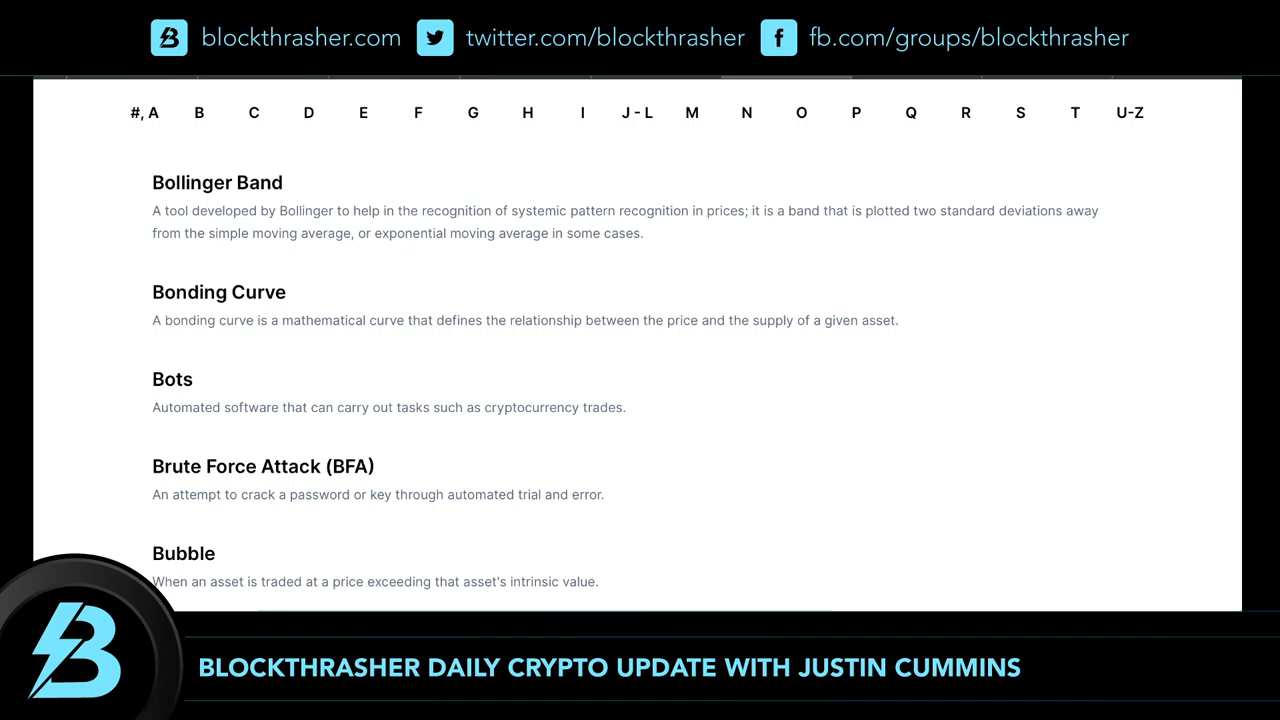 blockthrasher.com twitter.com/blockthrasher fb.com/groups/blockthrasher
#, A B C D E F G H I J - L M N O P Q R S T U-Z
Bollinger Band
A tool developed by Bollinger to help in the recognition of systemic pattern recognition in prices; it is a band that is plotted two standard deviations away
from the simple moving average, or exponential moving average in some cases.
Bonding Curve
A bonding curve is a mathematical curve that defines the relationship between the price and the supply of a given asset.
Bots
Automated software that can carry out tasks such as cryptocurrency trades.
Brute Force Attack (BFA)
An attempt to crack a password or key through automated trial and error.
Bubble
When an asset is traded at a price exceeding that asset's intrinsic value.
BLOCKTHRASHER DAILY CRYPTO UPDATE WITH JUSTIN CUMMINS